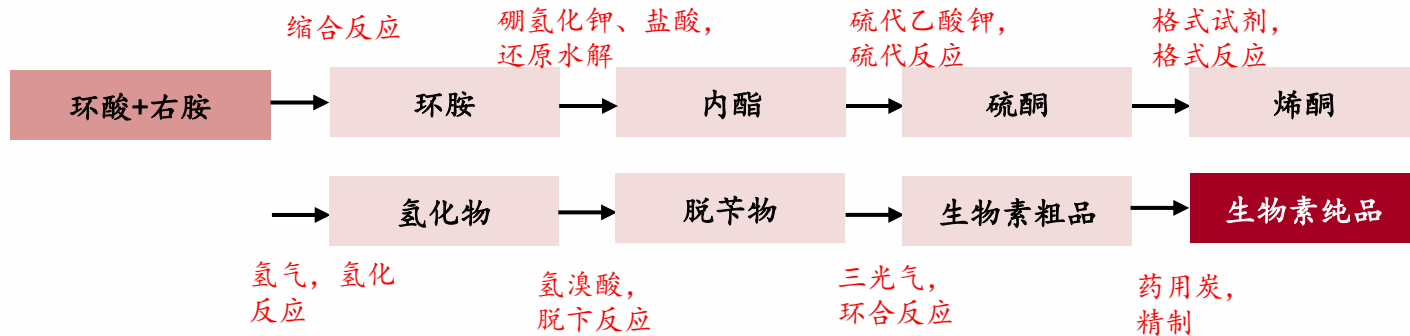 缩合反应
硼氢化钾、盐酸，
还原水解
硫代乙酸钾，
硫代反应
格式试剂，
格式反应
环酸+右胺
环胺
内酯
硫酮
烯酮
氢化物
脱苄物
生物素粗品
生物素纯品
氢气，氢化
反应
氢溴酸，
脱卞反应
三光气，
环合反应
药用炭，
精制